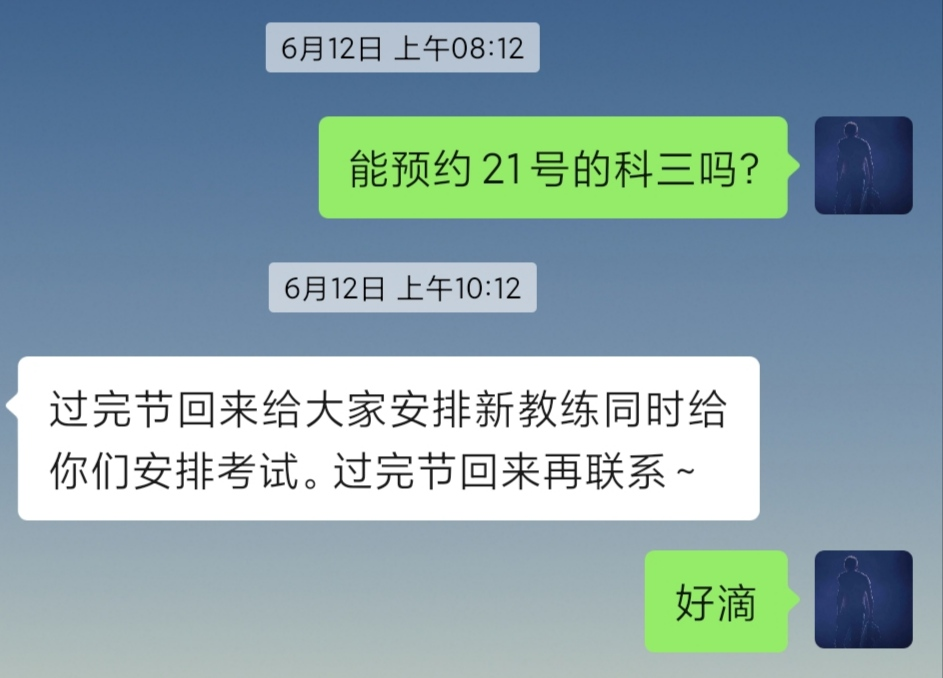 6月12日 上午08:12
能预约21号的科三吗?
6月12日 上午10:12
过完节回来给大家安排新教练同时给
你们安排考试。过完节回来再联系~
好滴